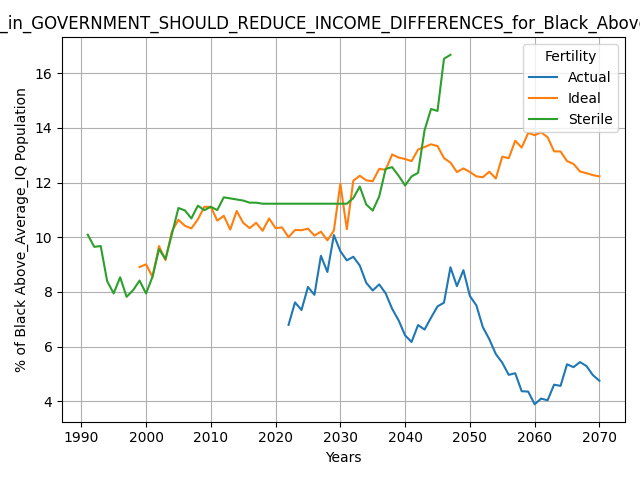 _in_GOVERNMENT_SHOULD_REDUCE_INCOME_DIFFERENCES_for_Black_Above
% of Black Above_Average_IQ Population
16
14
12
10
8
6
4
Fertility
Actual
Ideal
Sterile
1990 2000 2010 2020 2030 2040 2050 2060 2070
Years